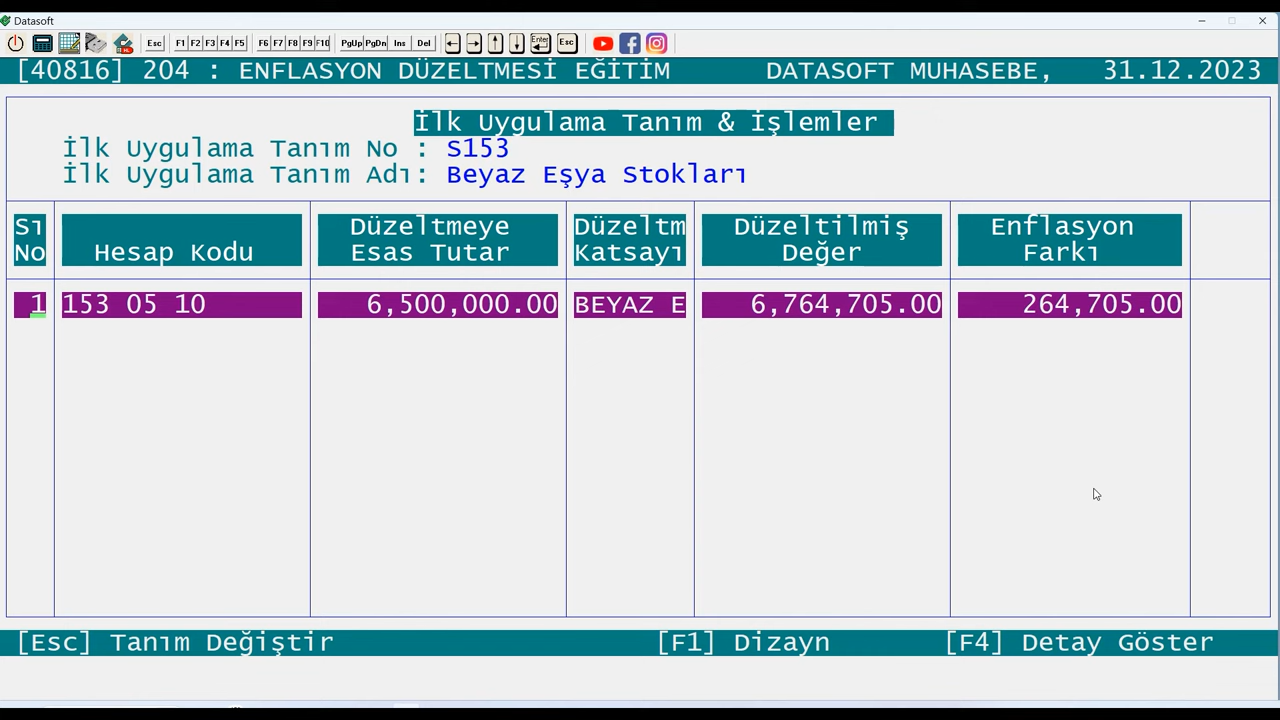 Datasoft
Esc F1 F2 F3 F4 F5 F6 F7 F8 F9 F10 PgUp PgDn Ins Del Enter Esc
[40816] 204 : ENFLASYON DÜZELTMESİ EĞİTİM DATASOFT MUHASEBE, 31.12.2023
İlk Uygulama Tanım & İşlemler
İlk Uygulama Tanım No : S153
İlk Uygulama Tanım Adı: Beyaz Eşya Stokları
Sı Düzeltmeye Düzeltm Düzeltilmiş Enflasyon
No Hesap Kodu Esas Tutar Katsayı Değer Farkı
1 153 05 10 6,500,000.00 BEYAZ E 6,764,705.00 264,705.00
[Esc] Tanım Değiştir [F1] Dizayn [F4] Detay Göster